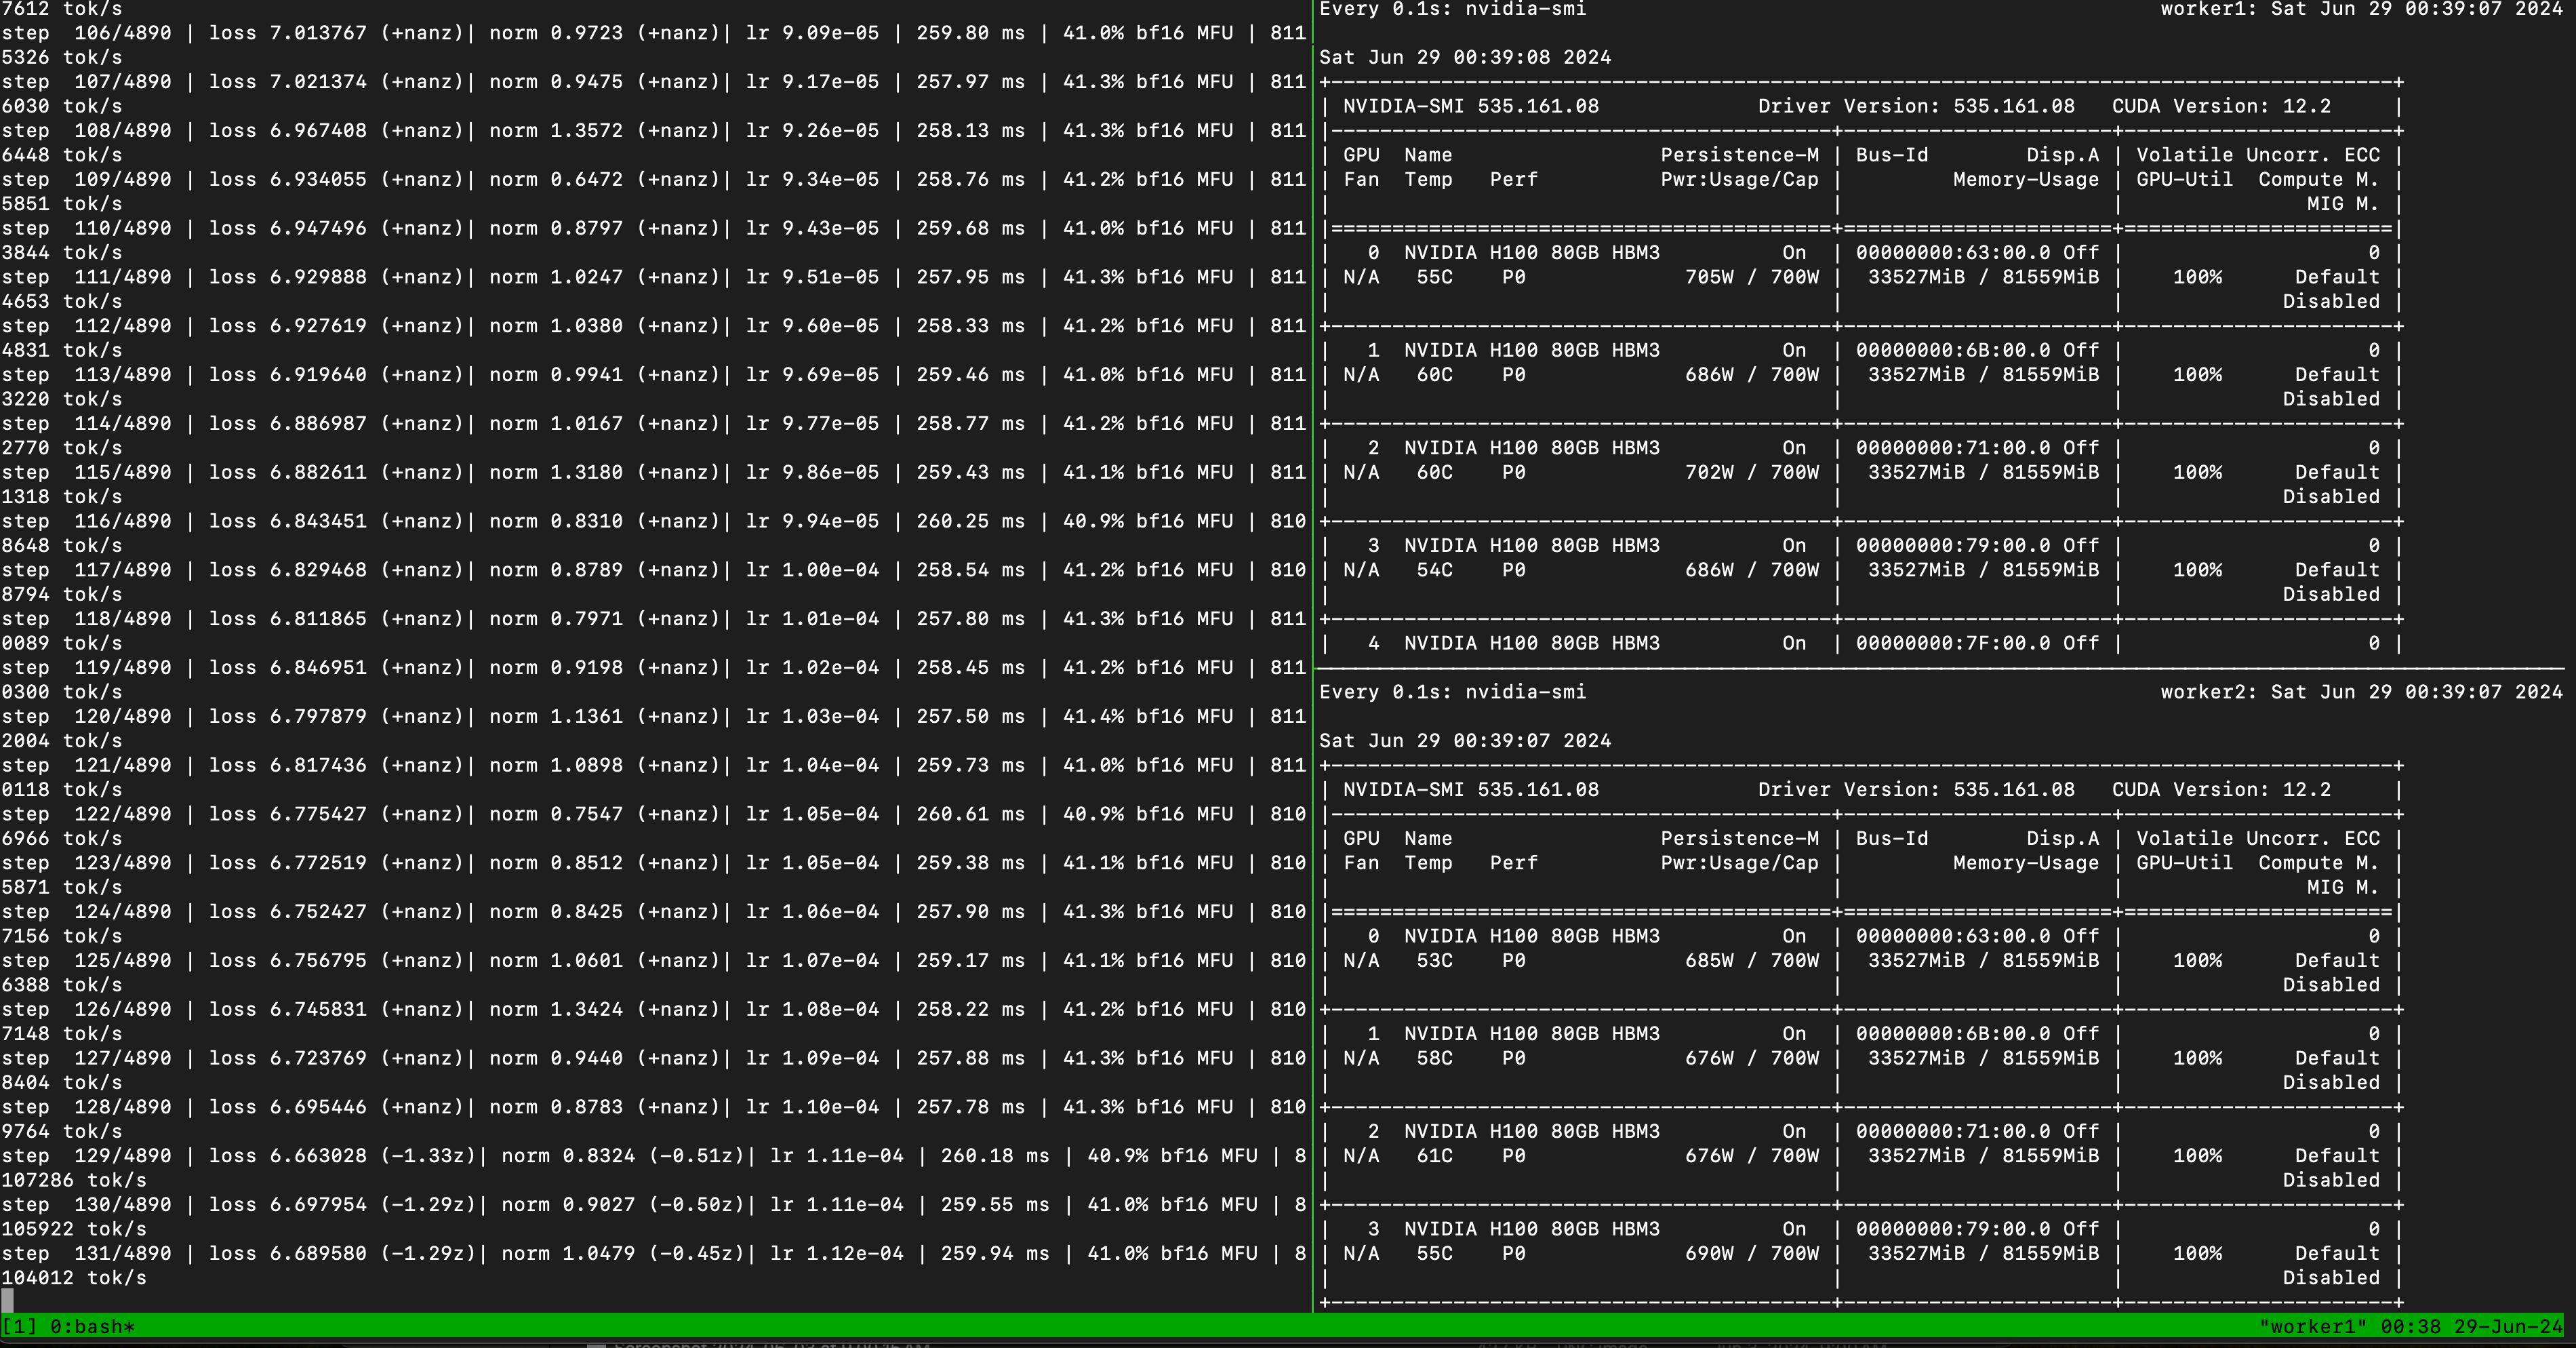 7612 tok/s
step  106/4890 | loss 7.013767 (+nanz)| norm 0.9723 (+nanz)| lr 9.09e-05 | 259.80 ms | 41.0% bf16 MFU | 811
5326 tok/s
step  107/4890 | loss 7.021374 (+nanz)| norm 0.9475 (+nanz)| lr 9.17e-05 | 257.97 ms | 41.3% bf16 MFU | 811
6030 tok/s
step  108/4890 | loss 6.967408 (+nanz)| norm 1.3572 (+nanz)| lr 9.26e-05 | 258.13 ms | 41.3% bf16 MFU | 811
6448 tok/s
step  109/4890 | loss 6.934055 (+nanz)| norm 0.6472 (+nanz)| lr 9.34e-05 | 258.76 ms | 41.2% bf16 MFU | 811
5851 tok/s
step  110/4890 | loss 6.947496 (+nanz)| norm 0.8797 (+nanz)| lr 9.43e-05 | 259.68 ms | 41.0% bf16 MFU | 811
3844 tok/s
step  111/4890 | loss 6.929888 (+nanz)| norm 1.0247 (+nanz)| lr 9.51e-05 | 257.95 ms | 41.3% bf16 MFU | 811
4653 tok/s
step  112/4890 | loss 6.927619 (+nanz)| norm 1.0380 (+nanz)| lr 9.60e-05 | 258.33 ms | 41.2% bf16 MFU | 811
4831 tok/s
step  113/4890 | loss 6.919640 (+nanz)| norm 0.9941 (+nanz)| lr 9.69e-05 | 259.46 ms | 41.0% bf16 MFU | 811
3220 tok/s
step  114/4890 | loss 6.886987 (+nanz)| norm 1.0167 (+nanz)| lr 9.77e-05 | 258.77 ms | 41.2% bf16 MFU | 811
2770 tok/s
step  115/4890 | loss 6.882611 (+nanz)| norm 1.3180 (+nanz)| lr 9.86e-05 | 259.43 ms | 41.1% bf16 MFU | 811
1318 tok/s
step  116/4890 | loss 6.843451 (+nanz)| norm 0.8310 (+nanz)| lr 9.94e-05 | 260.25 ms | 40.9% bf16 MFU | 810
8648 tok/s
step  117/4890 | loss 6.829468 (+nanz)| norm 0.8789 (+nanz)| lr 1.00e-04 | 258.54 ms | 41.2% bf16 MFU | 810
8794 tok/s
step  118/4890 | loss 6.811865 (+nanz)| norm 0.7971 (+nanz)| lr 1.01e-04 | 257.80 ms | 41.3% bf16 MFU | 811
0089 tok/s
step  119/4890 | loss 6.846951 (+nanz)| norm 0.9198 (+nanz)| lr 1.02e-04 | 258.45 ms | 41.2% bf16 MFU | 811
0300 tok/s
step  120/4890 | loss 6.797879 (+nanz)| norm 1.1361 (+nanz)| lr 1.03e-04 | 257.50 ms | 41.4% bf16 MFU | 811
2004 tok/s
step  121/4890 | loss 6.817436 (+nanz)| norm 1.0898 (+nanz)| lr 1.04e-04 | 259.73 ms | 41.0% bf16 MFU | 811
0118 tok/s
step  122/4890 | loss 6.775427 (+nanz)| norm 0.7547 (+nanz)| lr 1.05e-04 | 260.61 ms | 40.9% bf16 MFU | 810
6966 tok/s
step  123/4890 | loss 6.772519 (+nanz)| norm 0.8512 (+nanz)| lr 1.05e-04 | 259.38 ms | 41.1% bf16 MFU | 810
5871 tok/s
step  124/4890 | loss 6.752427 (+nanz)| norm 0.8425 (+nanz)| lr 1.06e-04 | 257.90 ms | 41.3% bf16 MFU | 810
7156 tok/s
step  125/4890 | loss 6.756795 (+nanz)| norm 1.0601 (+nanz)| lr 1.07e-04 | 259.17 ms | 41.1% bf16 MFU | 810
6388 tok/s
step  126/4890 | loss 6.745831 (+nanz)| norm 1.3424 (+nanz)| lr 1.08e-04 | 258.22 ms | 41.2% bf16 MFU | 810
7148 tok/s
step  127/4890 | loss 6.723769 (+nanz)| norm 0.9440 (+nanz)| lr 1.09e-04 | 257.88 ms | 41.3% bf16 MFU | 810
8404 tok/s
step  128/4890 | loss 6.695446 (+nanz)| norm 0.8783 (+nanz)| lr 1.10e-04 | 257.78 ms | 41.3% bf16 MFU | 810
9764 tok/s
step  129/4890 | loss 6.663028 (-1.33z)| norm 0.8324 (-0.51z)| lr 1.11e-04 | 260.18 ms | 40.9% bf16 MFU | 8
107286 tok/s
step  130/4890 | loss 6.697954 (-1.29z)| norm 0.9027 (-0.50z)| lr 1.11e-04 | 259.55 ms | 41.0% bf16 MFU | 8
105922 tok/s
step  131/4890 | loss 6.689580 (-1.29z)| norm 1.0479 (-0.45z)| lr 1.12e-04 | 259.94 ms | 41.0% bf16 MFU | 8
104012 tok/s
Every 0.1s: nvidia-smi worker1: Sat Jun 29 00:39:07 2024
Sat Jun 29 00:39:08 2024
| NVIDIA-SMI 535.161.08 Driver Version: 535.161.08 CUDA Version: 12.2 |
| GPU Name Persistence-M | Bus-Id Disp.A | Volatile Uncorr. ECC |
| Fan Temp Perf Pwr:Usage/Cap | Memory-Usage | GPU-Util Compute M. |
| | | MIG M. |
| 0 NVIDIA H100 80GB HBM3 On | 00000000:63:00.0 Off | 0 |
| N/A 55C P0 705W / 700W | 33527MiB / 81559MiB | 100% Default |
| | | Disabled |
| 1 NVIDIA H100 80GB HBM3 On | 00000000:6B:00.0 Off | 0 |
| N/A 60C P0 686W / 700W | 33527MiB / 81559MiB | 100% Default |
| | | Disabled |
| 2 NVIDIA H100 80GB HBM3 On | 00000000:71:00.0 Off | 0 |
| N/A 60C P0 702W / 700W | 33527MiB / 81559MiB | 100% Default |
| | | Disabled |
| 3 NVIDIA H100 80GB HBM3 On | 00000000:79:00.0 Off | 0 |
| N/A 54C P0 686W / 700W | 33527MiB / 81559MiB | 100% Default |
| | | Disabled |
| 4 NVIDIA H100 80GB HBM3 On | 00000000:7F:00.0 Off | 0 |
Every 0.1s: nvidia-smi worker2: Sat Jun 29 00:39:07 2024
Sat Jun 29 00:39:07 2024
| NVIDIA-SMI 535.161.08 Driver Version: 535.161.08 CUDA Version: 12.2 |
| GPU Name Persistence-M | Bus-Id Disp.A | Volatile Uncorr. ECC |
| Fan Temp Perf Pwr:Usage/Cap | Memory-Usage | GPU-Util Compute M. |
| | | MIG M. |
| 0 NVIDIA H100 80GB HBM3 On | 00000000:63:00.0 Off | 0 |
| N/A 53C P0 685W / 700W | 33527MiB / 81559MiB | 100% Default |
| | | Disabled |
| 1 NVIDIA H100 80GB HBM3 On | 00000000:6B:00.0 Off | 0 |
| N/A 58C P0 676W / 700W | 33527MiB / 81559MiB | 100% Default |
| | | Disabled |
| 2 NVIDIA H100 80GB HBM3 On | 00000000:71:00.0 Off | 0 |
| N/A 61C P0 676W / 700W | 33527MiB / 81559MiB | 100% Default |
| | | Disabled |
| 3 NVIDIA H100 80GB HBM3 On | 00000000:79:00.0 Off | 0 |
| N/A 55C P0 690W / 700W | 33527MiB / 81559MiB | 100% Default |
| | | Disabled |
[1] 0:bash* "worker1" 00:38 29-Jun-24